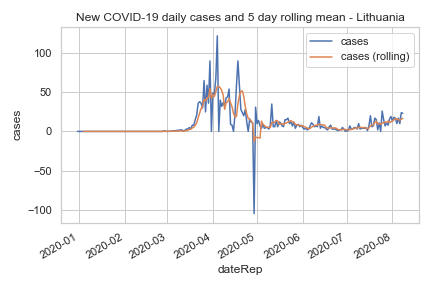 New COVID-19 daily cases and 5 day rolling mean - Lithuania
cases
cases (rolling)
100
50
0
−50
−100
cases
2020-01
2020-02
2020-03
2020-04
2020-05
2020-06
2020-07
2020-08
dateRep